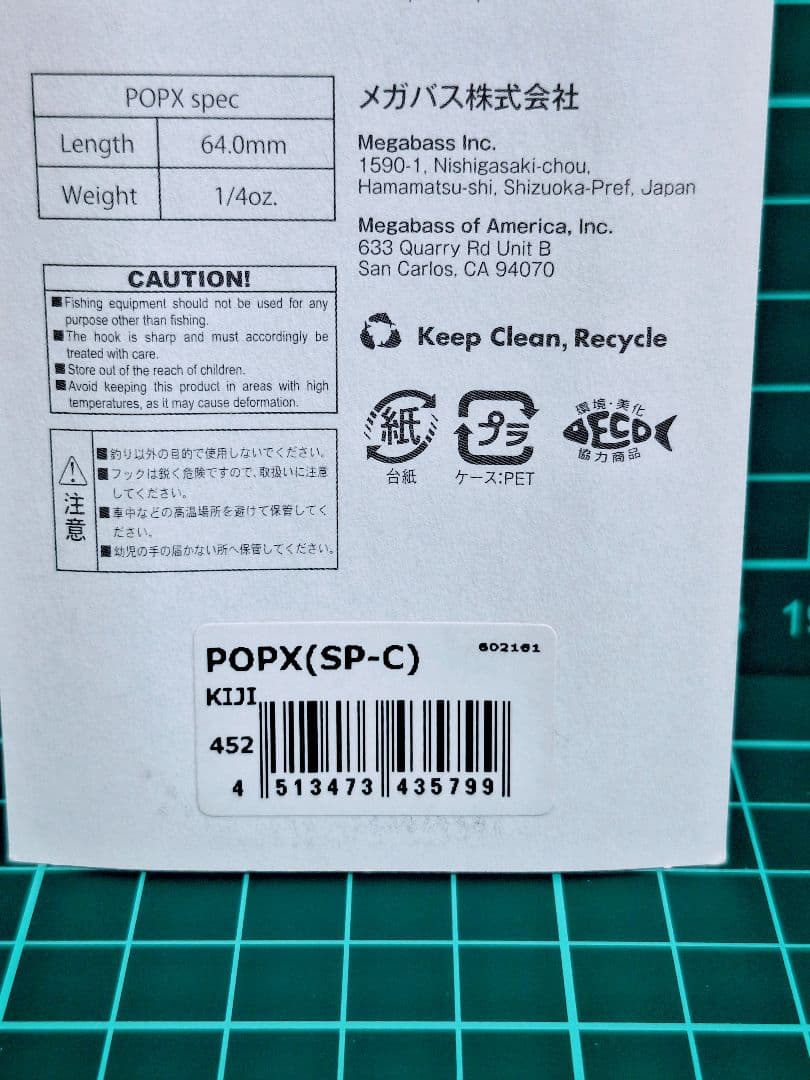 POPX spec
Length 64.0mm
Weight 1/4oz.
メガバス株式会社
Megabass Inc.
1590-1, Nishigasaki-chou,
Hamamatsu-shi, Shizuoka-Pref, Japan
Megabass of America, Inc.
633 Quarry Rd Unit B
San Carlos, CA 94070
CAUTION!
■Fishing equipment should not be used for any
purpose other than fishing.
■The hook is sharp and must accordingly be
treated with care.
■Store out of the reach of children.
■Avoid keeping this product in areas with high
temperatures, as it may cause deformation.
Keep Clean, Recycle
紙
台紙
プラ
ケース:PET
環境・美化
ECO
協力商品
注意
■釣り以外の目的で使用しないでください。
■フックは鋭く危険ですので、取扱いに注意
してください。
■車中などの高温場所を避けて保管してく
ださい。
■幼児の手の届かない所へ保管してください。
POPX(SP-C)
602161
KIJI
452
4 513473 435799